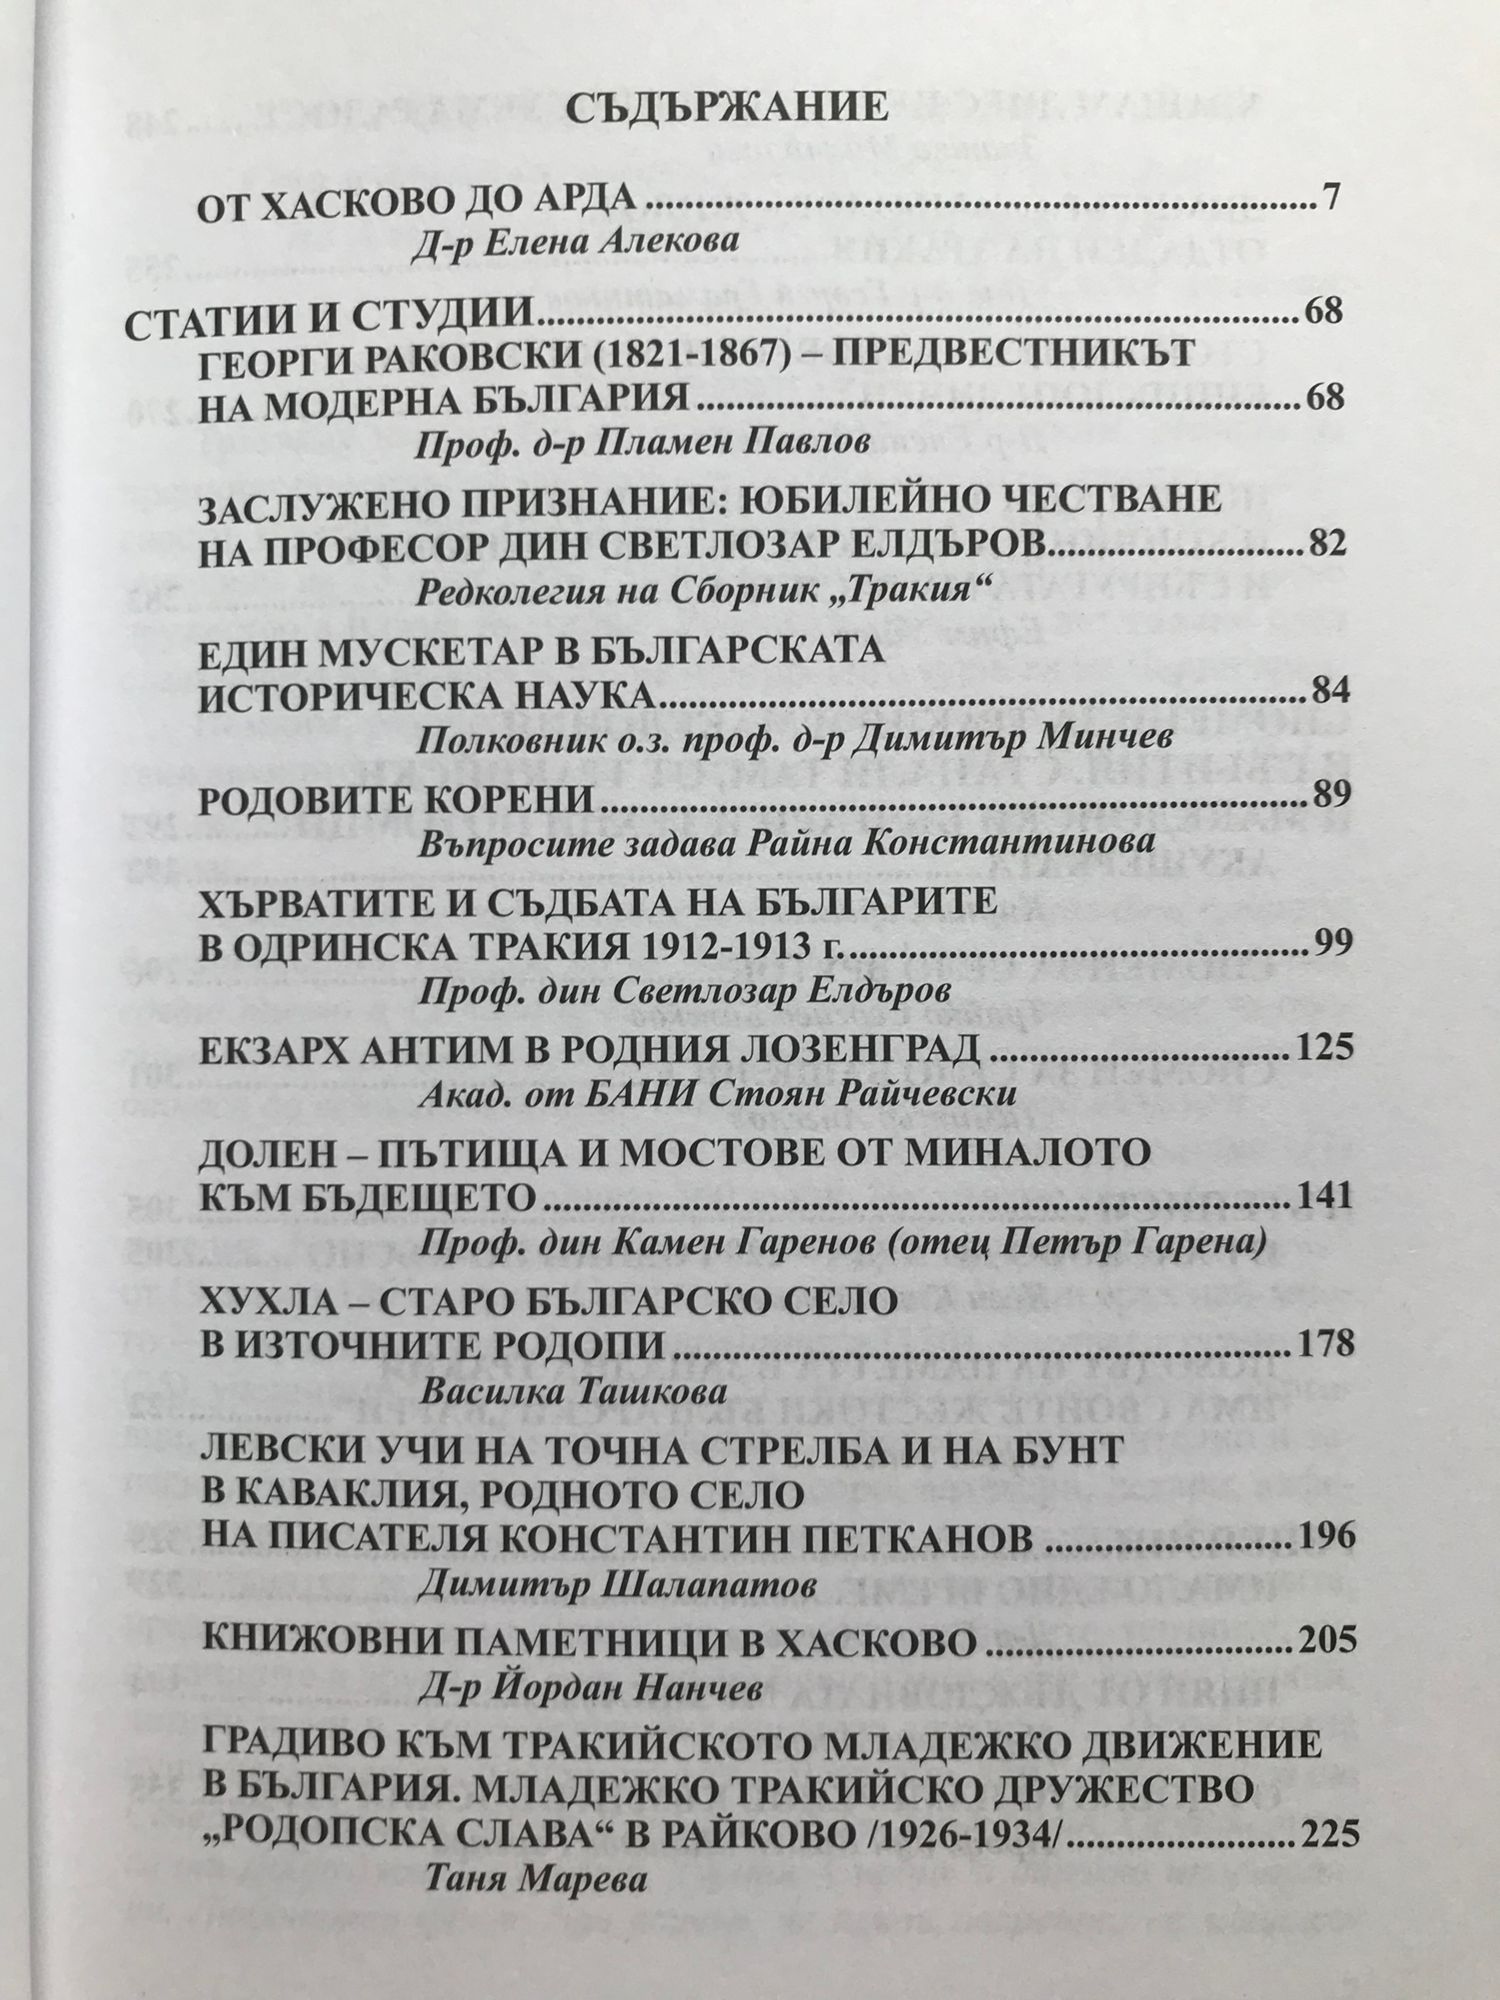 СЪДЪРЖАНИЕ
ОТ ХАСКОВО ДО АРДА ........ 7
Д-р Елена Алекова
СТАТИИ И СТУДИИ ........ 68
ГЕОРГИ РАКОВСКИ (1821-1867) – ПРЕДВЕСТНИКЪТ
НА МОДЕРНА БЪЛГАРИЯ ........ 68
Проф. д-р Пламен Павлов
ЗАСЛУЖЕНО ПРИЗНАНИЕ: ЮБИЛЕЙНО ЧЕСТВАНЕ
НА ПРОФЕСОР ДИН СВЕТЛОЗАР ЕЛДЪРОВ ........ 82
Редколегия на Сборник „Тракия“
ЕДИН МУСКЕТАР В БЪЛГАРСКАТА
ИСТОРИЧЕСКА НАУКА ........ 84
Полковник о.з. проф. д-р Димитър Минчев
РОДОВИТЕ КОРЕНИ ........ 89
Въпросите задава Райна Константинова
ХЪРВАТИТЕ И СЪДБАТА НА БЪЛГАРИТЕ
В ОДРИНСКА ТРАКИЯ 1912-1913 г. ........ 99
Проф. дин Светлозар Елдъров
ЕКЗАРХ АНТИМ В РОДНИЯ ЛОЗЕНГРАД ........ 125
Акад. от БАНИ Стоян Райчевски
ДОЛЕН – ПЪТИЩА И МОСТОВЕ ОТ МИНАЛОТО
КЪМ БЪДЕЩЕТО ........ 141
Проф. дин Камен Гаренов (отец Петър Гарена)
ХУХЛА – СТАРО БЪЛГАРСКО СЕЛО
В ИЗТОЧНИТЕ РОДОПИ ........ 178
Василка Ташкова
ЛЕВСКИ УЧИ НА ТОЧНА СТРЕЛБА И НА БУНТ
В КАВАКЛИЯ, РОДНОТО СЕЛО
НА ПИСАТЕЛЯ КОНСТАНТИН ПЕТКАНОВ ........ 196
Димитър Шалапатов
КНИЖОВНИ ПАМЕТНИЦИ В ХАСКОВО ........ 205
Д-р Йордан Нанчев
ГРАДИВО КЪМ ТРАКИЙСКОТО МЛАДЕЖКО ДВИЖЕНИЕ
В БЪЛГАРИЯ. МЛАДЕЖКО ТРАКИЙСКО ДРУЖЕСТВО
„РОДОПСКА СЛАВА“ В РАЙКОВО /1926-1934/ ........ 225
Таня Марева